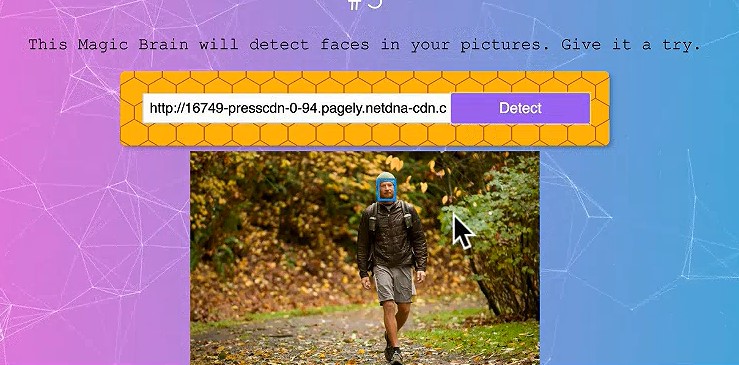 #5
This Magic Brain will detect faces in your pictures. Give it a try.
http://16749-presscdn-0-94.pagely.netdna-cdn.c
Detect